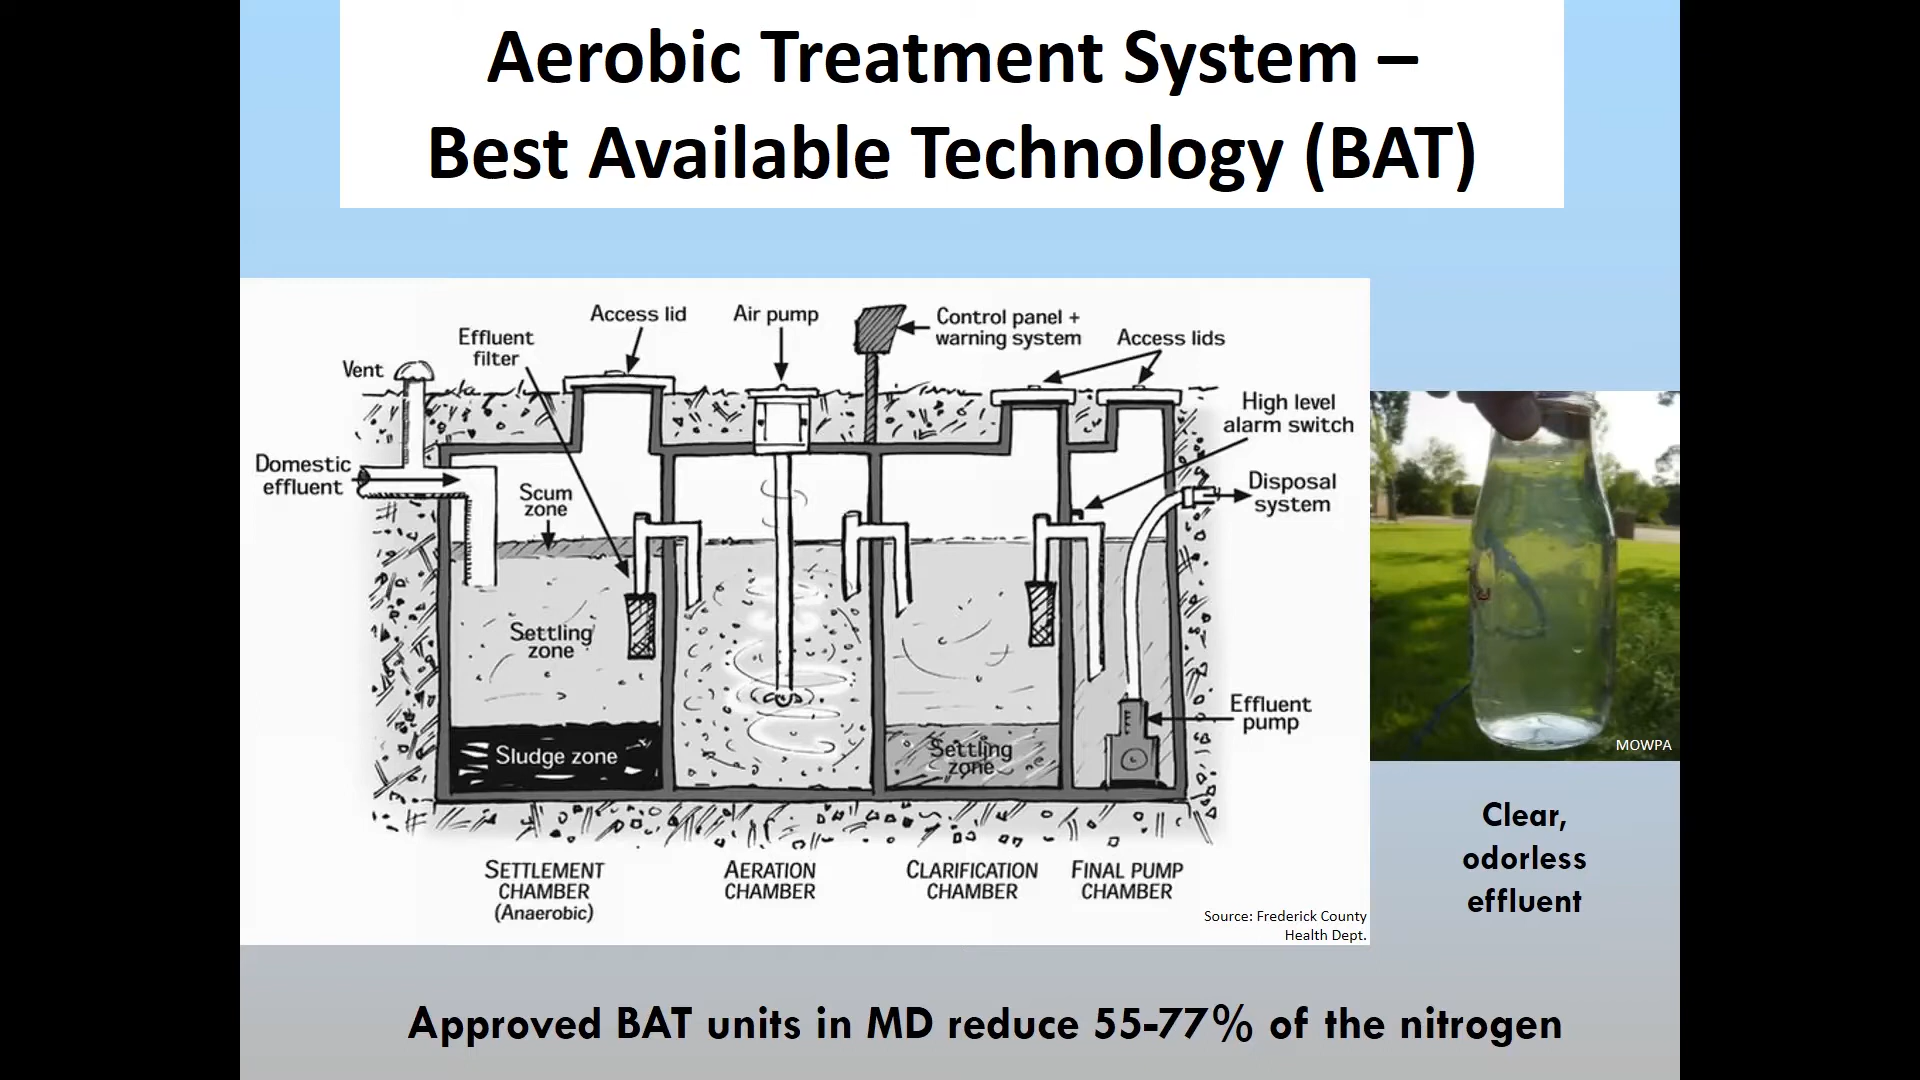 Aerobic Treatment System –
Best Available Technology (BAT)
Access lid
Air pump
Control panel +
warning system
Access lids
Effluent
filter
Vent
High level
alarm switch
Domestic
effluent
Scum
zone
Disposal
system
Settling
zone
Effluent
pump
Sludge zone
Settling
zone
MOWPA
SETTLEMENT
CHAMBER
(Anaerobic)
AERATION
CHAMBER
CLARIFICATION
CHAMBER
FINAL PUMP
CHAMBER
Source: Frederick County
Health Dept.
Clear,
odorless
effluent
Approved BAT units in MD reduce 55-77% of the nitrogen